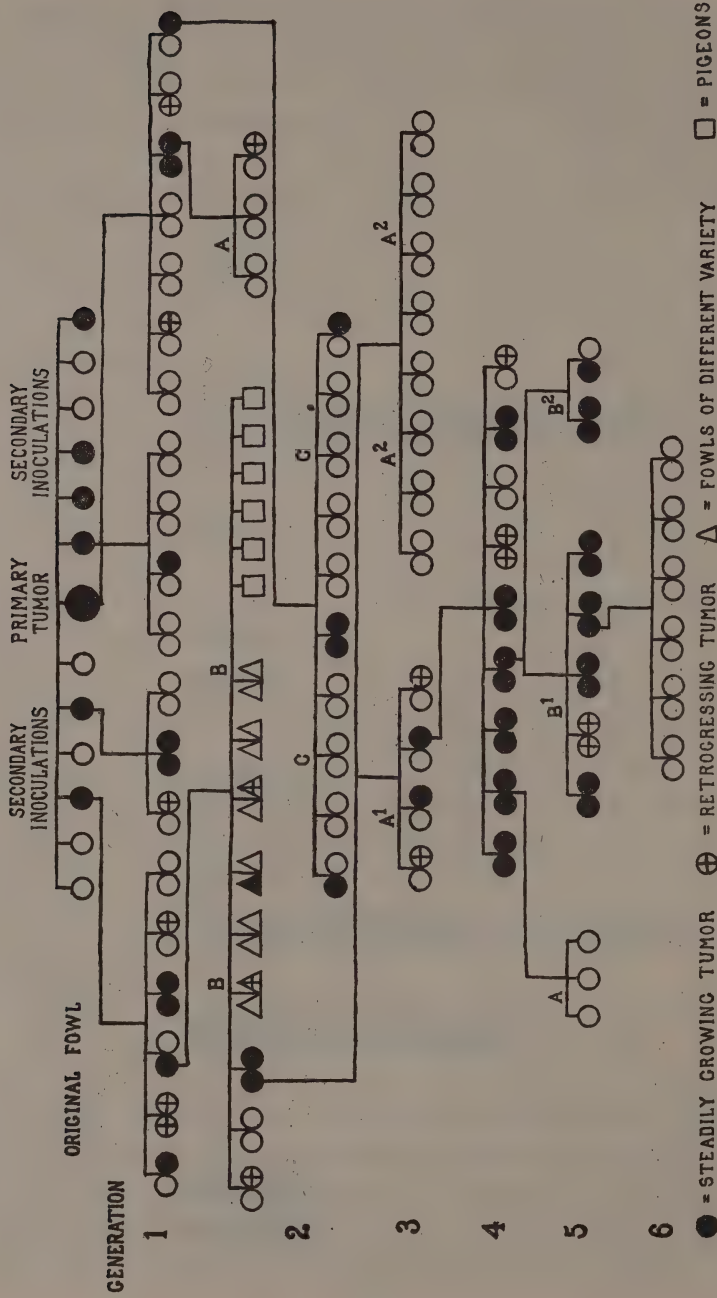 SECONDARY
INOCULATIONS
PRIMARY
TUMOR
SECONDARY
INOCULATIONS
ORIGINAL FOWL
GENERATION
1
A
B
B
2
C
C
3
A1
A2
A2
4
5
A
B1
B2
6
= STEADILY GROWING TUMOR
= RETROGRESSING TUMOR
= FOWLS OF DIFFERENT VARIETY
= PIGEONS